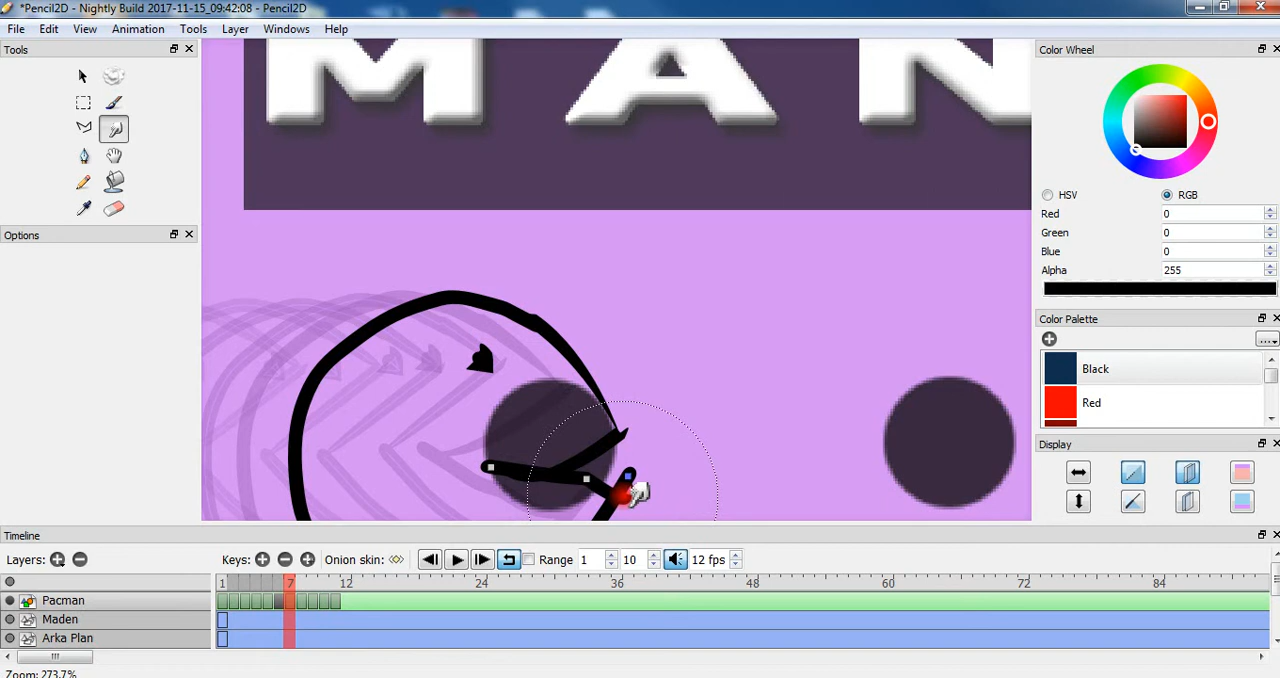 *Pencil2D - Nightly Build 2017-11-15_09:42:08 - Pencil2D
File Edit View Animation Tools Layer Windows Help
Tools
Color Wheel
M A N
HSV RGB
Red 0
Green 0
Options
Blue 0
Alpha 255
Color Palette
Black
Red
Display
Timeline
Layers: Keys: Onion skin: Range 1 10 12 fps
1 7 12 24 36 48 60 72 84
Pacman
Maden
Arka Plan
Zoom: 273.7%